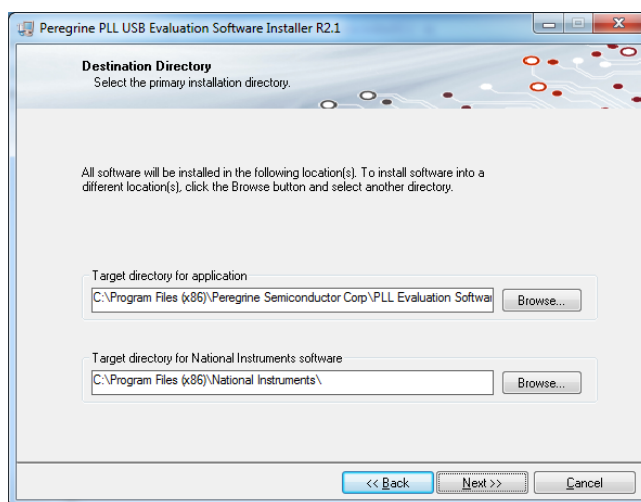 Peregrine PLL USB Evaluation Software Installer R2.1
Destination Directory
Select the primary installation directory.
All software will be installed in the following location(s). To install software into a
different location(s), click the Browse button and select another directory.
Target directory for application
C:\Program Files (x86)\Peregrine Semiconductor Corp\PLL Evaluation Softwar
Browse...
Target directory for National Instruments software
C:\Program Files (x86)\National Instruments\
Browse...
<< Back
Next >>
Cancel